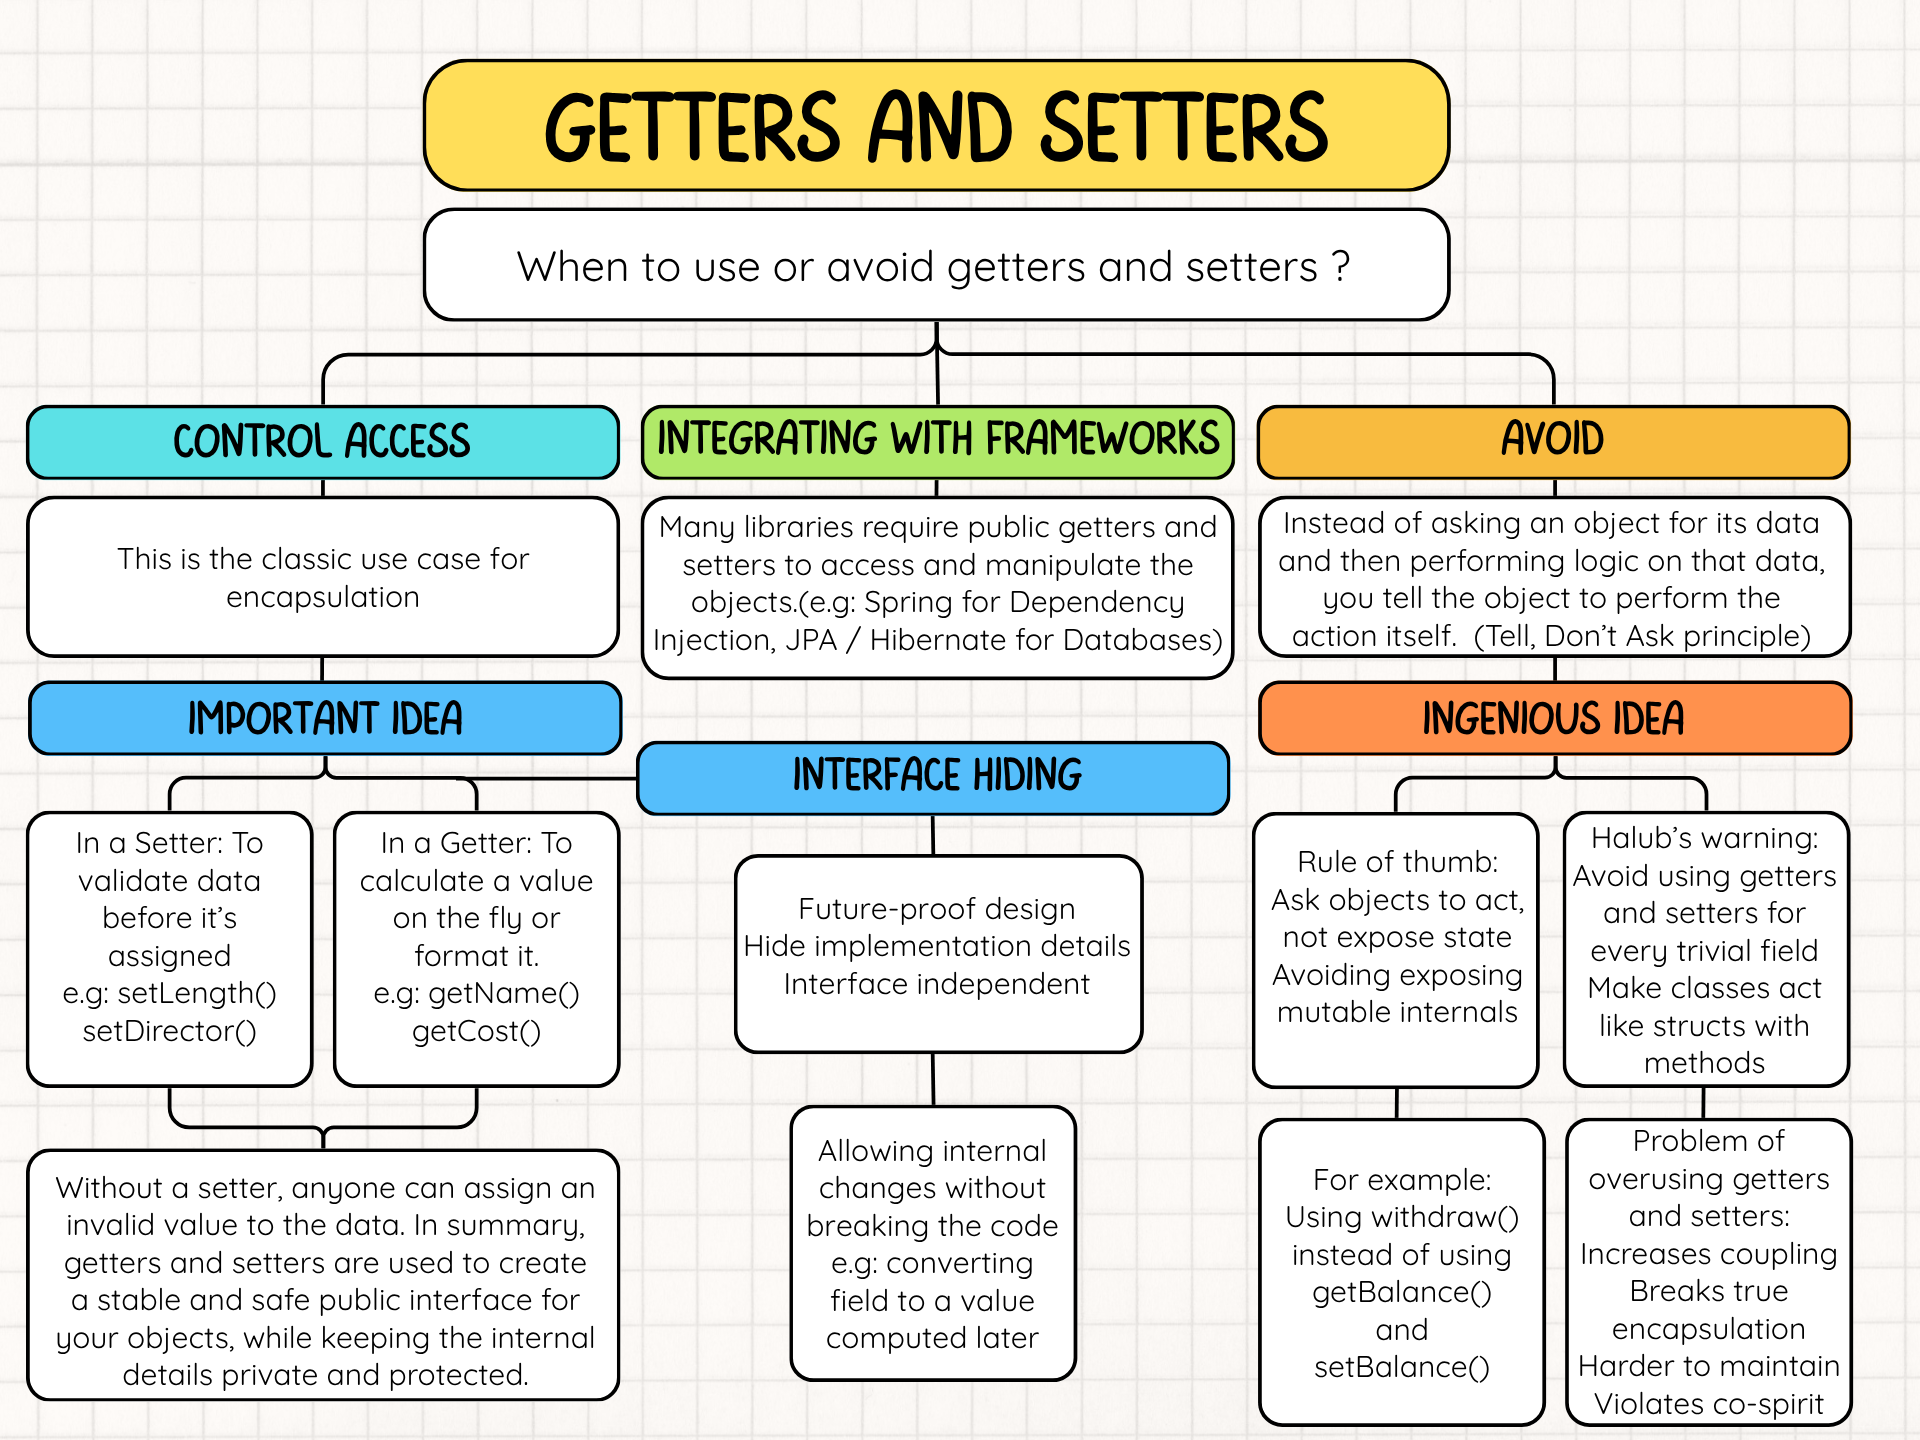 GETTERS AND SETTERS
When to use or avoid getters and setters ?
CONTROL ACCESS
This is the classic use case for
encapsulation
IMPORTANT IDEA
In a Setter: To
validate data
before it's
assigned
e.g: setLength()
setDirector()
In a Getter: To
calculate a value
on the fly or
format it.
e.g: getName()
getCost()
Without a setter, anyone can assign an
invalid value to the data. In summary,
getters and setters are used to create
a stable and safe public interface for
your objects, while keeping the internal
details private and protected.
INTEGRATING WITH FRAMEWORKS
Many libraries require public getters and
setters to access and manipulate the
objects.(e.g: Spring for Dependency
Injection, JPA / Hibernate for Databases)
INTERFACE HIDING
Future-proof design
Hide implementation details
Interface independent
Allowing internal
changes without
breaking the code
e.g: converting
field to a value
computed later
AVOID
Instead of asking an object for its data
and then performing logic on that data,
you tell the object to perform the
action itself.  (Tell, Don't Ask principle)
INGENIOUS IDEA
Rule of thumb:
Ask objects to act,
not expose state
Avoiding exposing
mutable internals
For example:
Using withdraw()
instead of using
getBalance()
and
setBalance()
Halub's warning:
Avoid using getters
and setters for
every trivial field
Make classes act
like structs with
methods
Problem of
overusing getters
and setters:
Increases coupling
Breaks true
encapsulation
Harder to maintain
Violates co-spirit